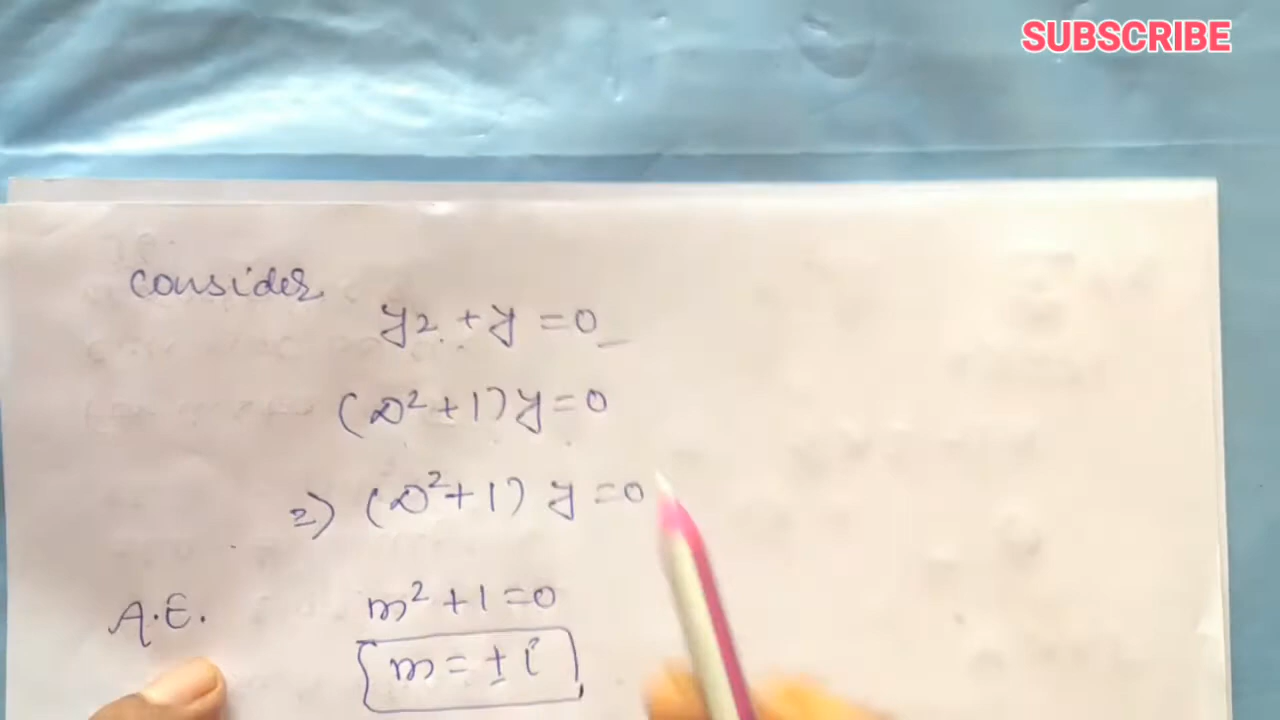 SUBSCRIBE
consider
y2 + y = 0
(D² + 1) y = 0
=) (D² + 1) y = 0
A.E. m² + 1 = 0
m = ± i